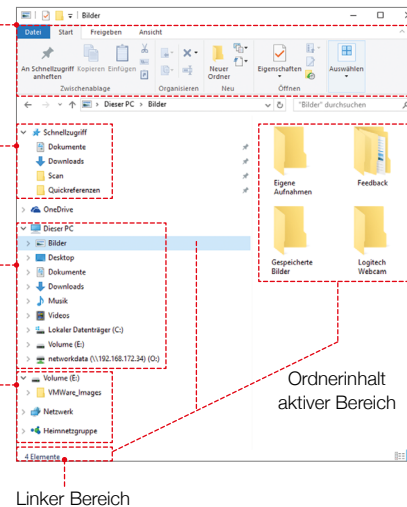 Bilder
Datei Start Freigeben Ansicht
An Schnellzugriff anheften Kopieren Einfügen
Neuer Ordner
Eigenschaften
Auswählen
Zwischenablage Organisieren Neu Öffnen
Dieser PC > Bilder
"Bilder" durchsuchen
Schnellzugriff
Dokumente
Downloads
Scan
Quickreferenzen
OneDrive
Dieser PC
Bilder
Desktop
Dokumente
Downloads
Musik
Videos
Lokaler Datenträger (C:)
Volume (E:)
networkdata (\\192.168.172.34) (O:)
Volume (E:)
VMWare_Images
Netzwerk
Heimnetzgruppe
4 Elemente
Eigene
Aufnahmen
Feedback
Gespeicherte
Bilder
Logitech
Webcam
Ordnerinhalt
aktiver Bereich
Linker Bereich